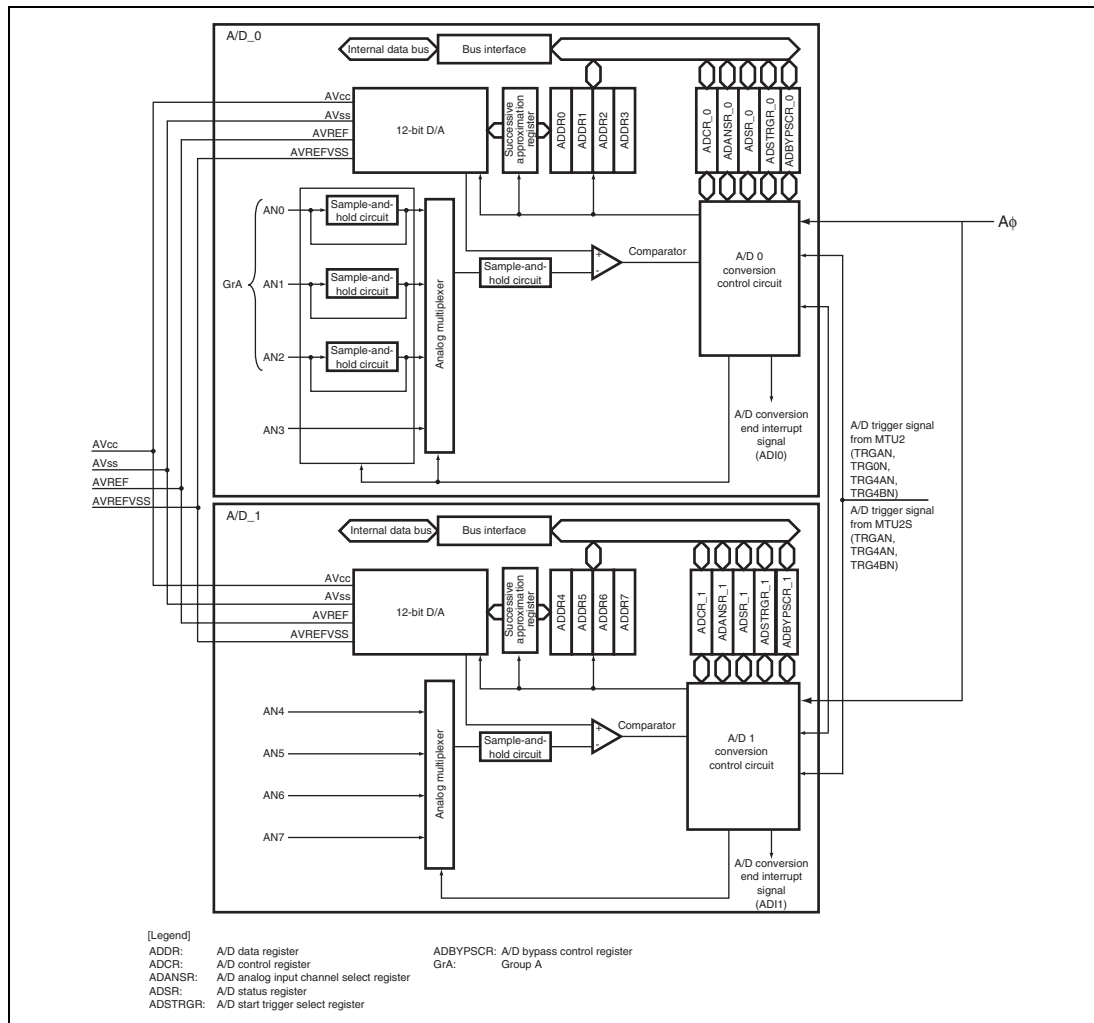 A/D_0
Internal data bus
Bus interface
AVcc
AVss
AVREF
AVREFVSS
12-bit D/A
Successive
approximation
register
ADDR0
ADDR1
ADDR2
ADDR3
ADCR_0
ADANSR_0
ADSR_0
ADSTRGR_0
ADBYPSCR_0
GrA
AN0
Sample-and-
hold circuit
AN1
Sample-and-
hold circuit
AN2
Sample-and-
hold circuit
AN3
Analog multiplexer
Sample-and-
hold circuit
+
-
Comparator
A/D 0
conversion
control circuit
Aϕ
A/D conversion
end interrupt
signal
(ADI0)
AVcc
AVss
AVREF
AVREFVSS
A/D trigger signal
from MTU2
(TRGAN,
TRG0N,
TRG4AN,
TRG4BN)
A/D trigger signal
from MTU2S
(TRGAN,
TRG4AN,
TRG4BN)
A/D_1
Internal data bus
Bus interface
AVcc
AVss
AVREF
AVREFVSS
12-bit D/A
Successive
approximation
register
ADDR4
ADDR5
ADDR6
ADDR7
ADCR_1
ADANSR_1
ADSR_1
ADSTRGR_1
ADBYPSCR_1
AN4
AN5
AN6
AN7
Analog multiplexer
Sample-and-
hold circuit
+
-
Comparator
A/D 1
conversion
control circuit
A/D conversion
end interrupt
signal
(ADI1)
[Legend]
ADDR: A/D data register
ADCR: A/D control register
ADANSR: A/D analog input channel select register
ADSR: A/D status register
ADSTRGR: A/D start trigger select register
ADBYPSCR: A/D bypass control register
GrA: Group A